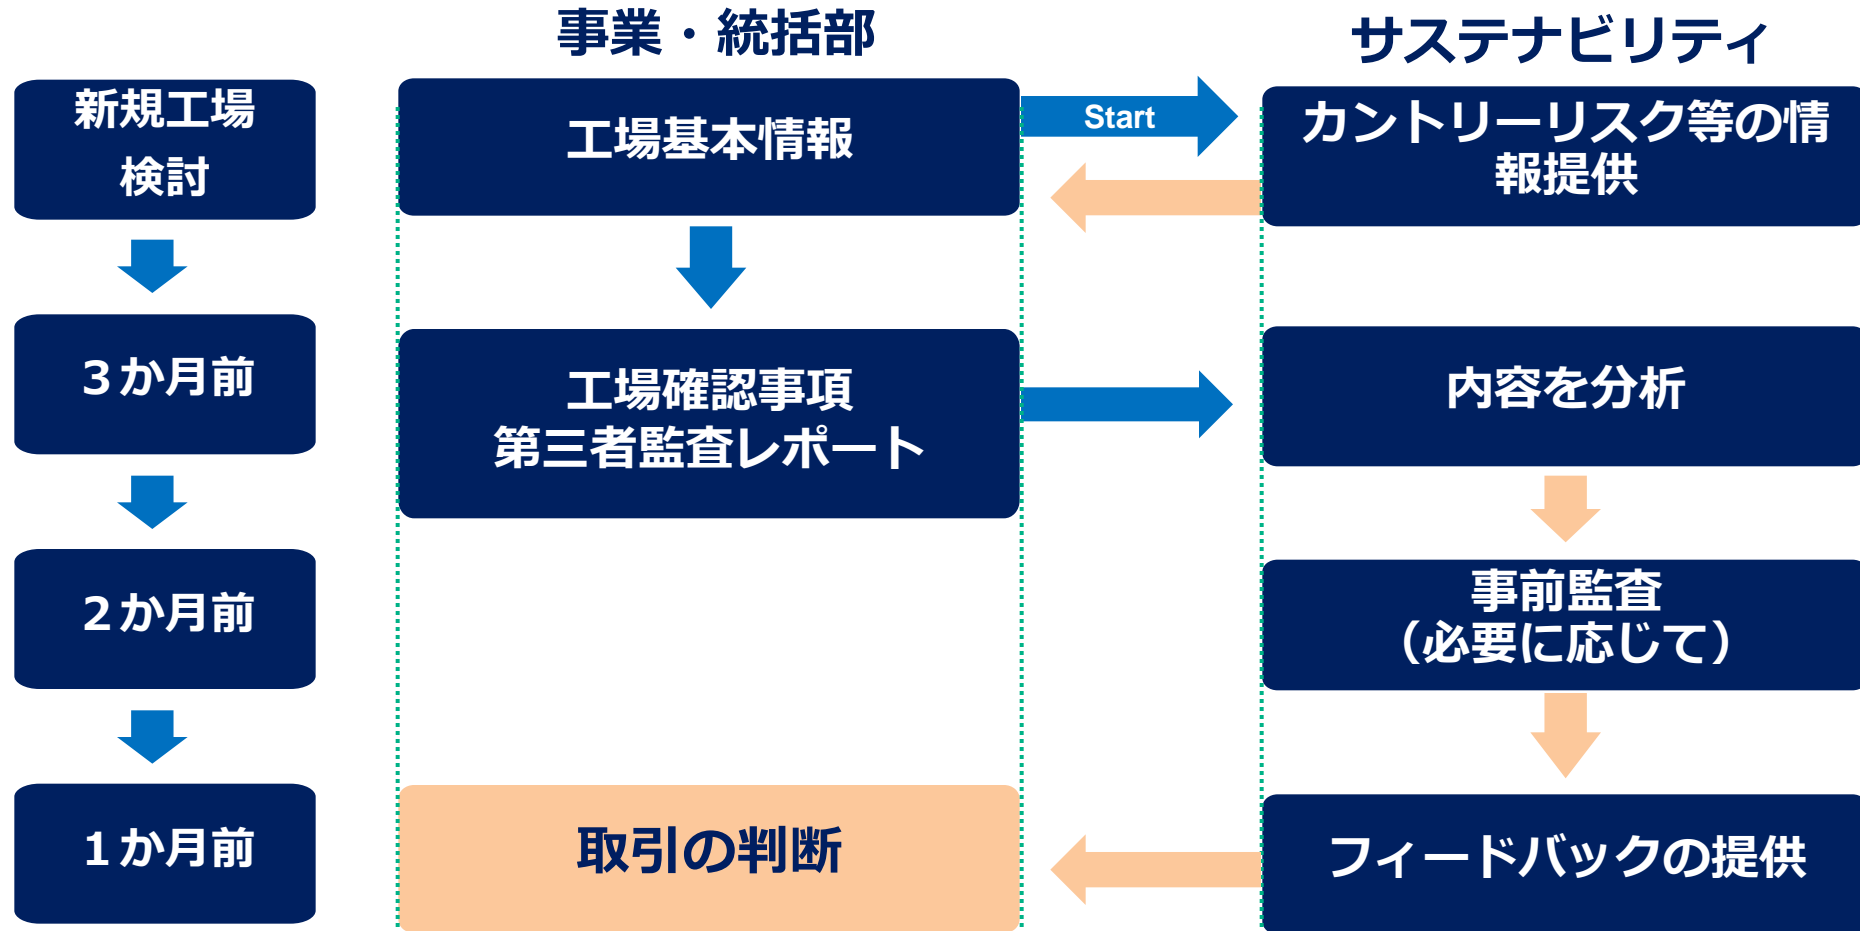 事業・統括部
サステナビリティ
新規工場
検討
工場基本情報
Start
カントリーリスク等の情
報提供
３か月前
工場確認事項
第三者監査レポート
内容を分析
２か月前
事前監査
（必要に応じて）
１か月前
取引の判断
フィードバックの提供